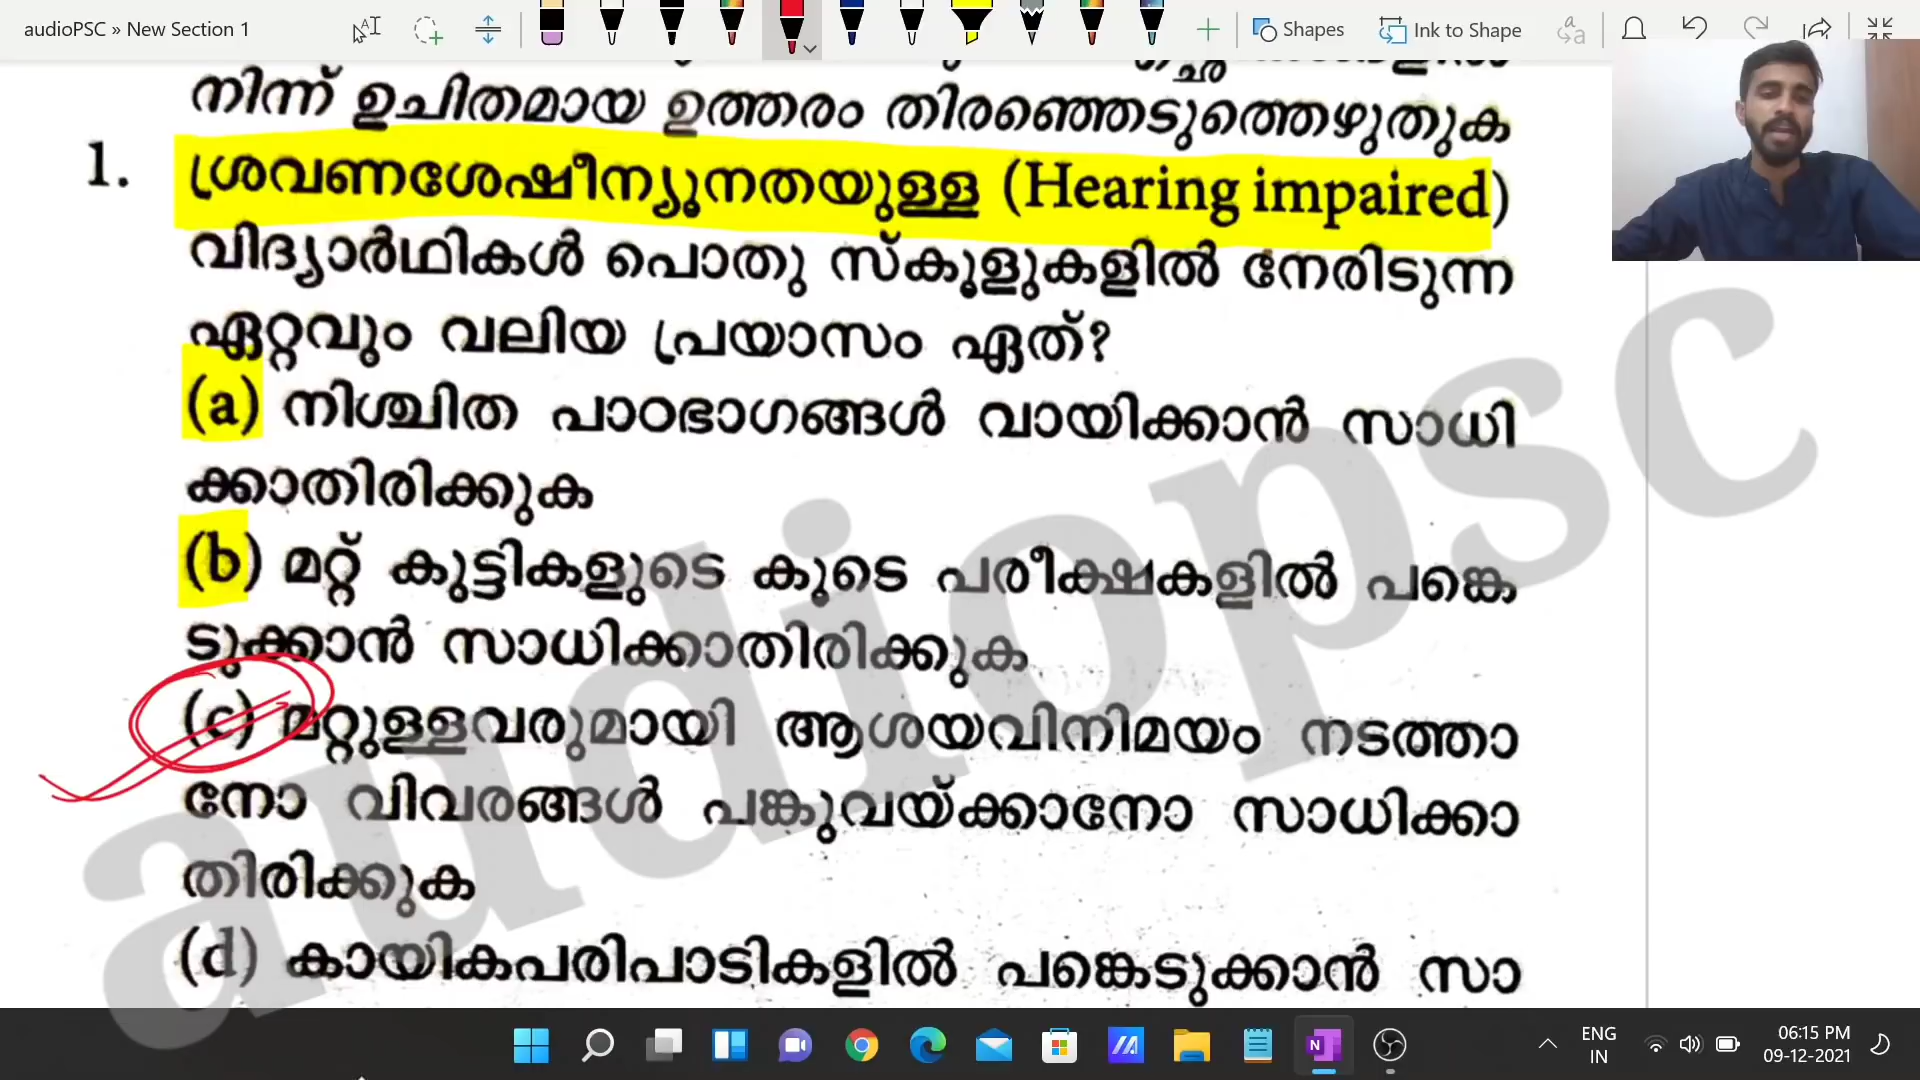 audioPSC » New Section 1
Shapes
Ink to Shape
നിന്ന് ഉചിതമായ ഉത്തരം തിരഞ്ഞെടുത്തെഴുതുക
1. ശ്രവണശേഷീന്യൂനതയുള്ള (Hearing impaired)
വിദ്യാർഥികൾ പൊതു സ്കൂളുകളിൽ നേരിടുന്ന
ഏറ്റവും വലിയ പ്രയാസം ഏത്?
(a) നിശ്ചിത പാഠഭാഗങ്ങൾ വായിക്കാൻ സാധി
ക്കാതിരിക്കുക
(b) മറ്റ് കുട്ടികളുടെ കൂടെ പരീക്ഷകളിൽ പങ്കെ
ടുക്കാൻ സാധിക്കാതിരിക്കുക
(c) മറ്റുള്ളവരുമായി ആശയവിനിമയം നടത്താ
നോ വിവരങ്ങൾ പങ്കുവയ്ക്കാനോ സാധിക്കാ
തിരിക്കുക
(d) കായികപരിപാടികളിൽ പങ്കെടുക്കാൻ സാ
audiopsc
ENG
IN
06:15 PM
09-12-2021